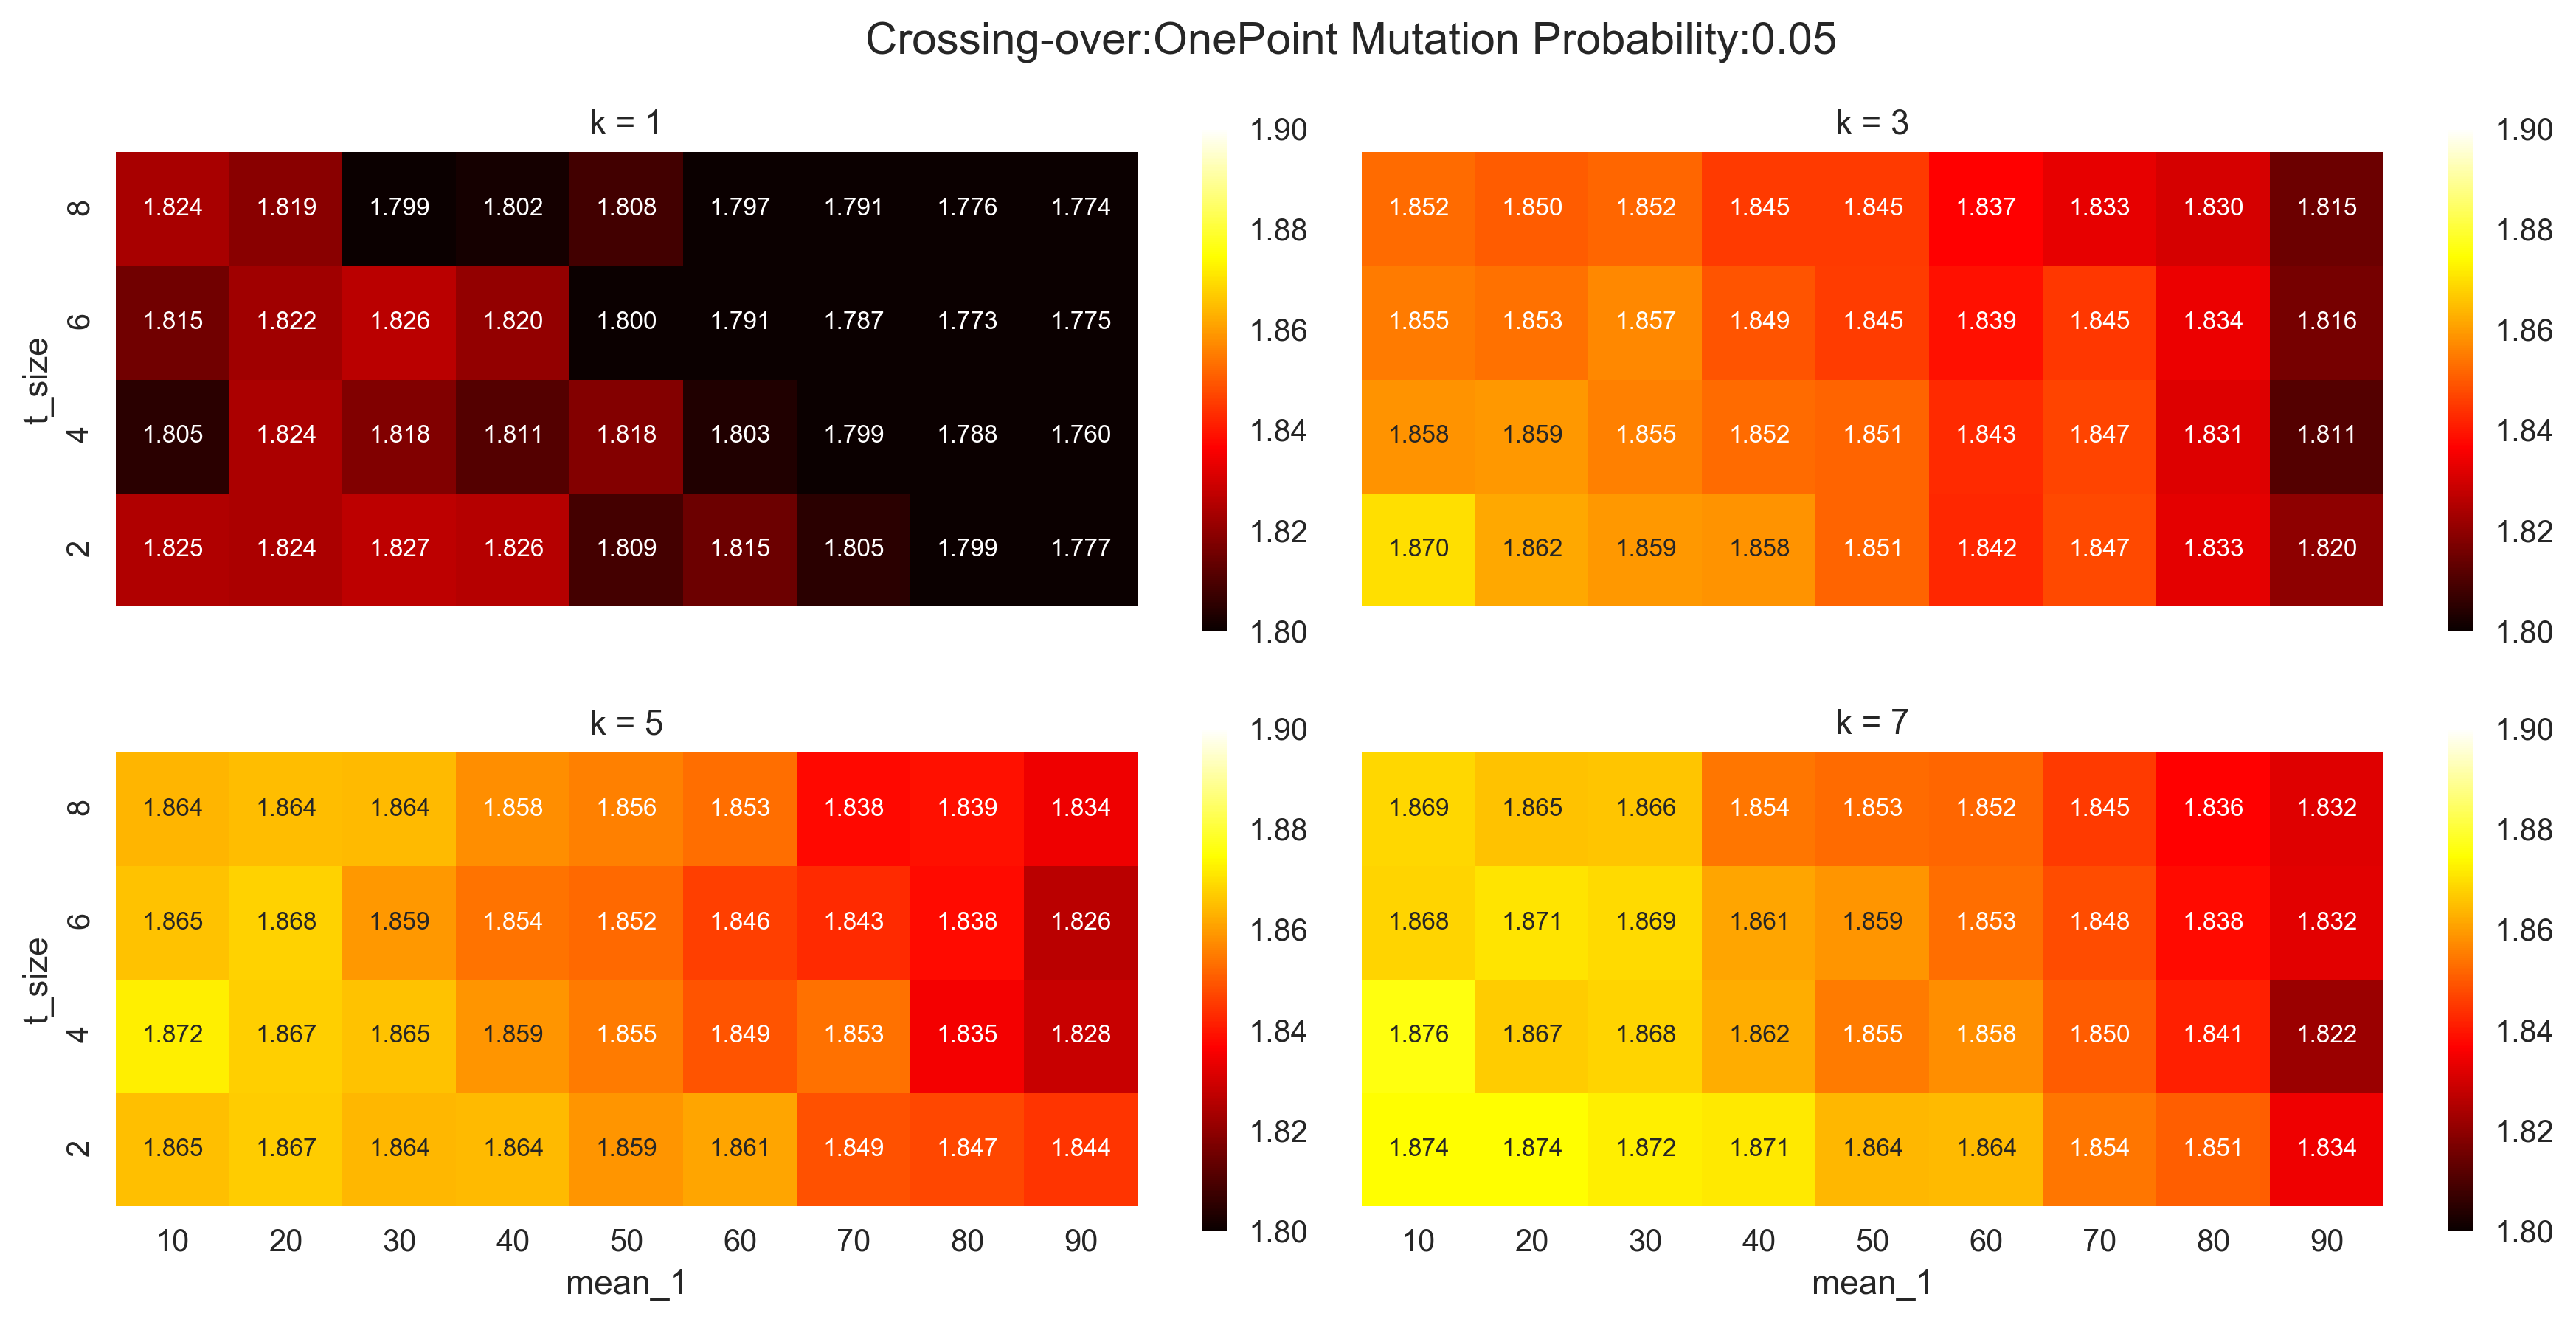 Crossing-over:OnePoint Mutation Probability:0.05
k = 1
t_size
8 1.824 1.819 1.799 1.802 1.808 1.797 1.791 1.776 1.774
6 1.815 1.822 1.826 1.820 1.800 1.791 1.787 1.773 1.775
4 1.805 1.824 1.818 1.811 1.818 1.803 1.799 1.788 1.760
2 1.825 1.824 1.827 1.826 1.809 1.815 1.805 1.799 1.777
1.90
1.88
1.86
1.84
1.82
1.80
k = 3
1.852 1.850 1.852 1.845 1.845 1.837 1.833 1.830 1.815
1.855 1.853 1.857 1.849 1.845 1.839 1.845 1.834 1.816
1.858 1.859 1.855 1.852 1.851 1.843 1.847 1.831 1.811
1.870 1.862 1.859 1.858 1.851 1.842 1.847 1.833 1.820
1.90
1.88
1.86
1.84
1.82
1.80
k = 5
t_size
8 1.864 1.864 1.864 1.858 1.856 1.853 1.838 1.839 1.834
6 1.865 1.868 1.859 1.854 1.852 1.846 1.843 1.838 1.826
4 1.872 1.867 1.865 1.859 1.855 1.849 1.853 1.835 1.828
2 1.865 1.867 1.864 1.864 1.859 1.861 1.849 1.847 1.844
10 20 30 40 50 60 70 80 90
mean_1
1.90
1.88
1.86
1.84
1.82
1.80
k = 7
1.869 1.865 1.866 1.854 1.853 1.852 1.845 1.836 1.832
1.868 1.871 1.869 1.861 1.859 1.853 1.848 1.838 1.832
1.876 1.867 1.868 1.862 1.855 1.858 1.850 1.841 1.822
1.874 1.874 1.872 1.871 1.864 1.864 1.854 1.851 1.834
10 20 30 40 50 60 70 80 90
mean_1
1.90
1.88
1.86
1.84
1.82
1.80